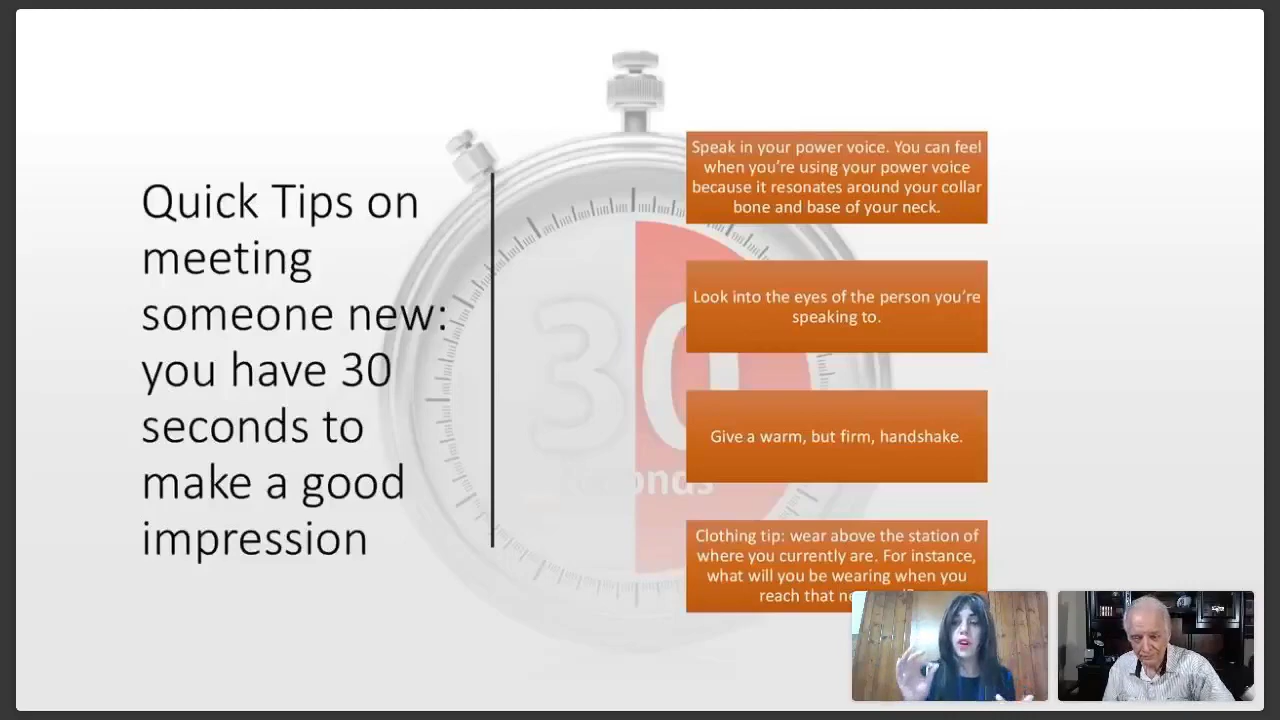 Quick Tips on
meeting
someone new:
you have 30
seconds to
make a good
impression
30
Speak in your power voice. You can feel
when you're using your power voice
because it resonates around your collar
bone and base of your neck.
Look into the eyes of the person you're
speaking to.
Give a warm, but firm, handshake.
Clothing tip: wear above the station of
where you currently are. For instance,
what will you be wearing when you
reach that